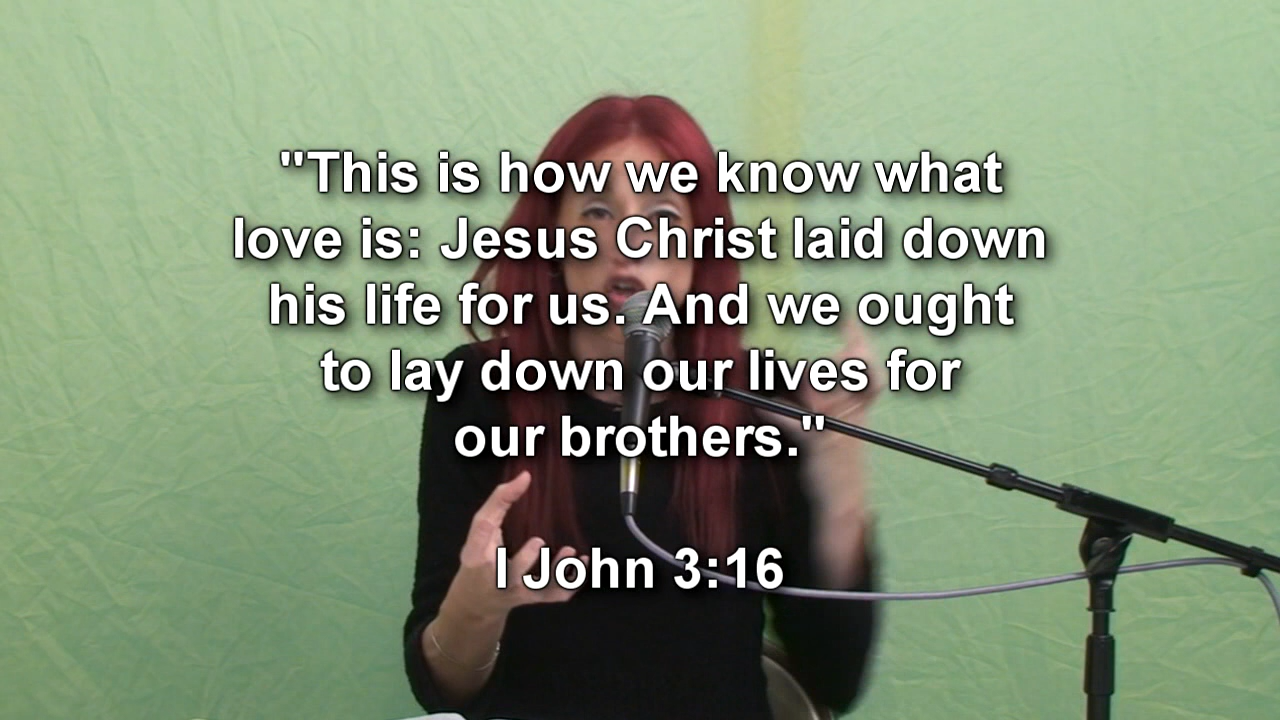 "This is how we know what
love is: Jesus Christ laid down
his life for us. And we ought
to lay down our lives for
our brothers."
I John 3:16